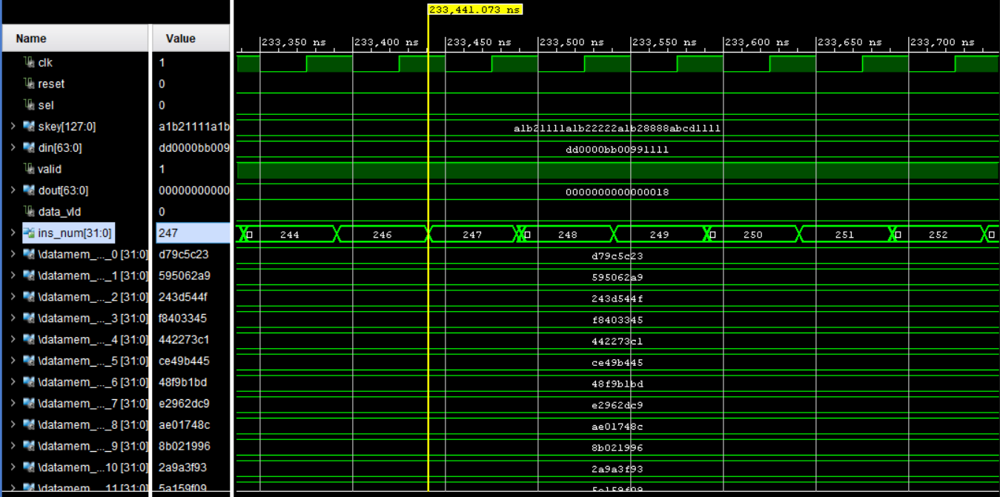 233,441.073 ns
Name Value
233,350 ns 233,400 ns 233,450 ns 233,500 ns 233,550 ns 233,600 ns 233,650 ns 233,700 ns
clk 1
reset 0
sel 0
skey[127:0] a1b21111a1b a1b21111a1b22222a1b28888abcd1111
din[63:0] dd0000bb009 dd0000bb00991111
valid 1
dout[63:0] 00000000000 0000000000000018
data_vld 0
ins_num[31:0] 247 244 246 247 248 249 250 251 252
\datamem_..._0 [31:0] d79c5c23 d79c5c23
\datamem_..._1 [31:0] 595062a9 595062a9
\datamem_..._2 [31:0] 243d544f 243d544f
\datamem_..._3 [31:0] f8403345 f8403345
\datamem_..._4 [31:0] 442273c1 442273c1
\datamem_..._5 [31:0] ce49b445 ce49b445
\datamem_..._6 [31:0] 48f9b1bd 48f9b1bd
\datamem_..._7 [31:0] e2962dc9 e2962dc9
\datamem_..._8 [31:0] ae01748c ae01748c
\datamem_..._9 [31:0] 8b021996 8b021996
\datamem_...10 [31:0] 2a9a3f93 2a9a3f93
\datamem_...11 [31:0] 5a159f09 5a159f09